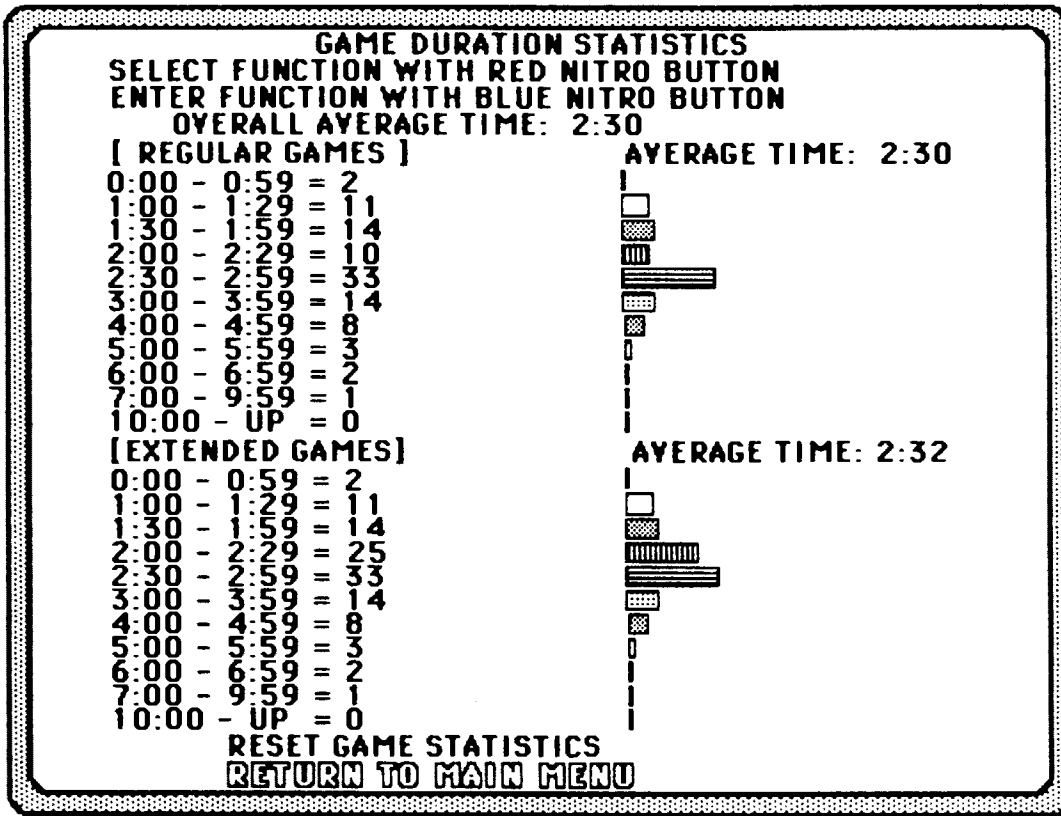 GAME DURATION STATISTICS
SELECT FUNCTION WITH RED NITRO BUTTON
ENTER FUNCTION WITH BLUE NITRO BUTTON
OVERALL AVERAGE TIME: 2:30
[ REGULAR GAMES ] AVERAGE TIME: 2:30
0:00 - 0:59 = 2
1:00 - 1:29 = 11
1:30 - 1:59 = 14
2:00 - 2:29 = 10
2:30 - 2:59 = 33
3:00 - 3:59 = 14
4:00 - 4:59 = 8
5:00 - 5:59 = 3
6:00 - 6:59 = 2
7:00 - 9:59 = 1
10:00 - UP = 0
[EXTENDED GAMES] AVERAGE TIME: 2:32
0:00 - 0:59 = 2
1:00 - 1:29 = 11
1:30 - 1:59 = 14
2:00 - 2:29 = 25
2:30 - 2:59 = 33
3:00 - 3:59 = 14
4:00 - 4:59 = 8
5:00 - 5:59 = 3
6:00 - 6:59 = 2
7:00 - 9:59 = 1
10:00 - UP = 0
RESET GAME STATISTICS
RETURN TO MAIN MENU